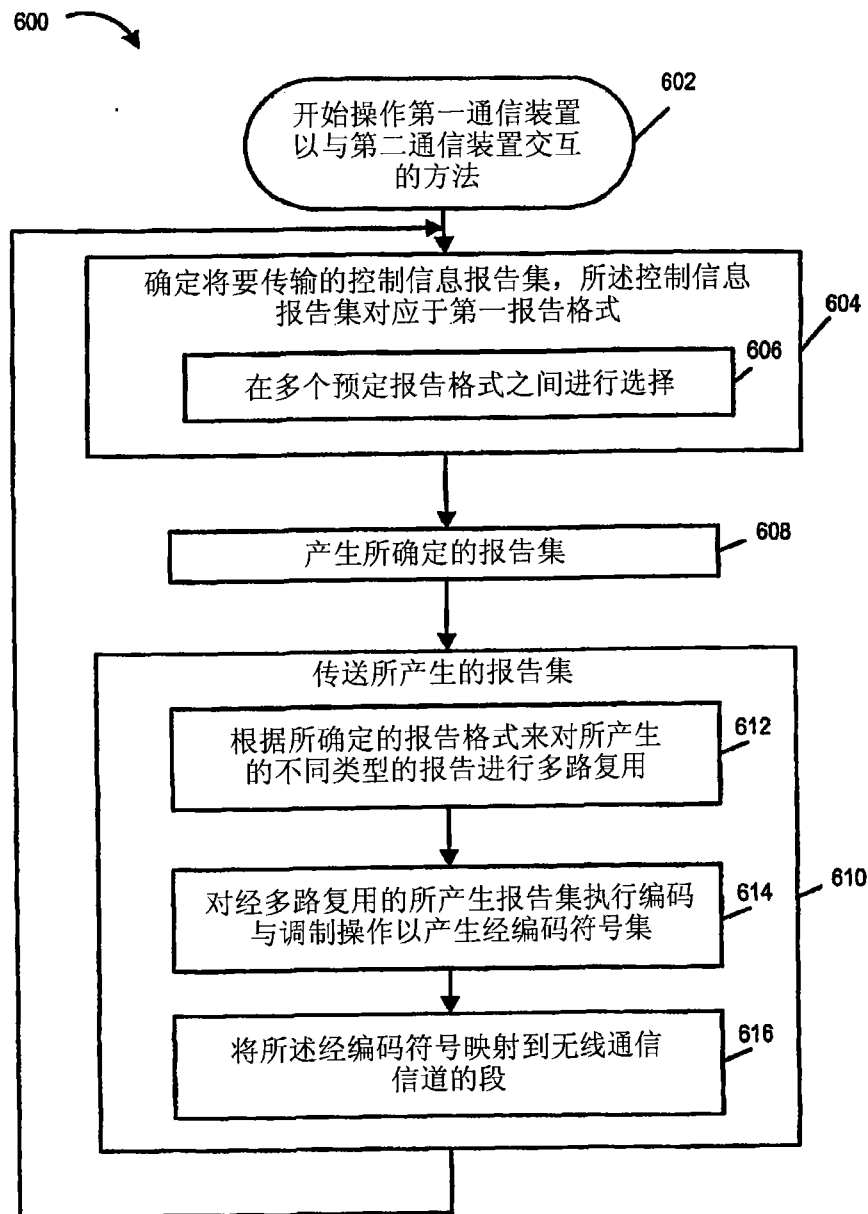 600
602
开始操作第一通信装置
以与第二通信装置交互
的方法
确定将要传输的控制信息报告集，所述控制信息
报告集对应于第一报告格式
604
606
在多个预定报告格式之间进行选择
608
产生所确定的报告集
传送所产生的报告集
612
根据所确定的报告格式来对所产生
的不同类型的报告进行多路复用
610
614
对经多路复用的所产生报告集执行编码
与调制操作以产生经编码符号集
616
将所述经编码符号映射到无线通信
信道的段